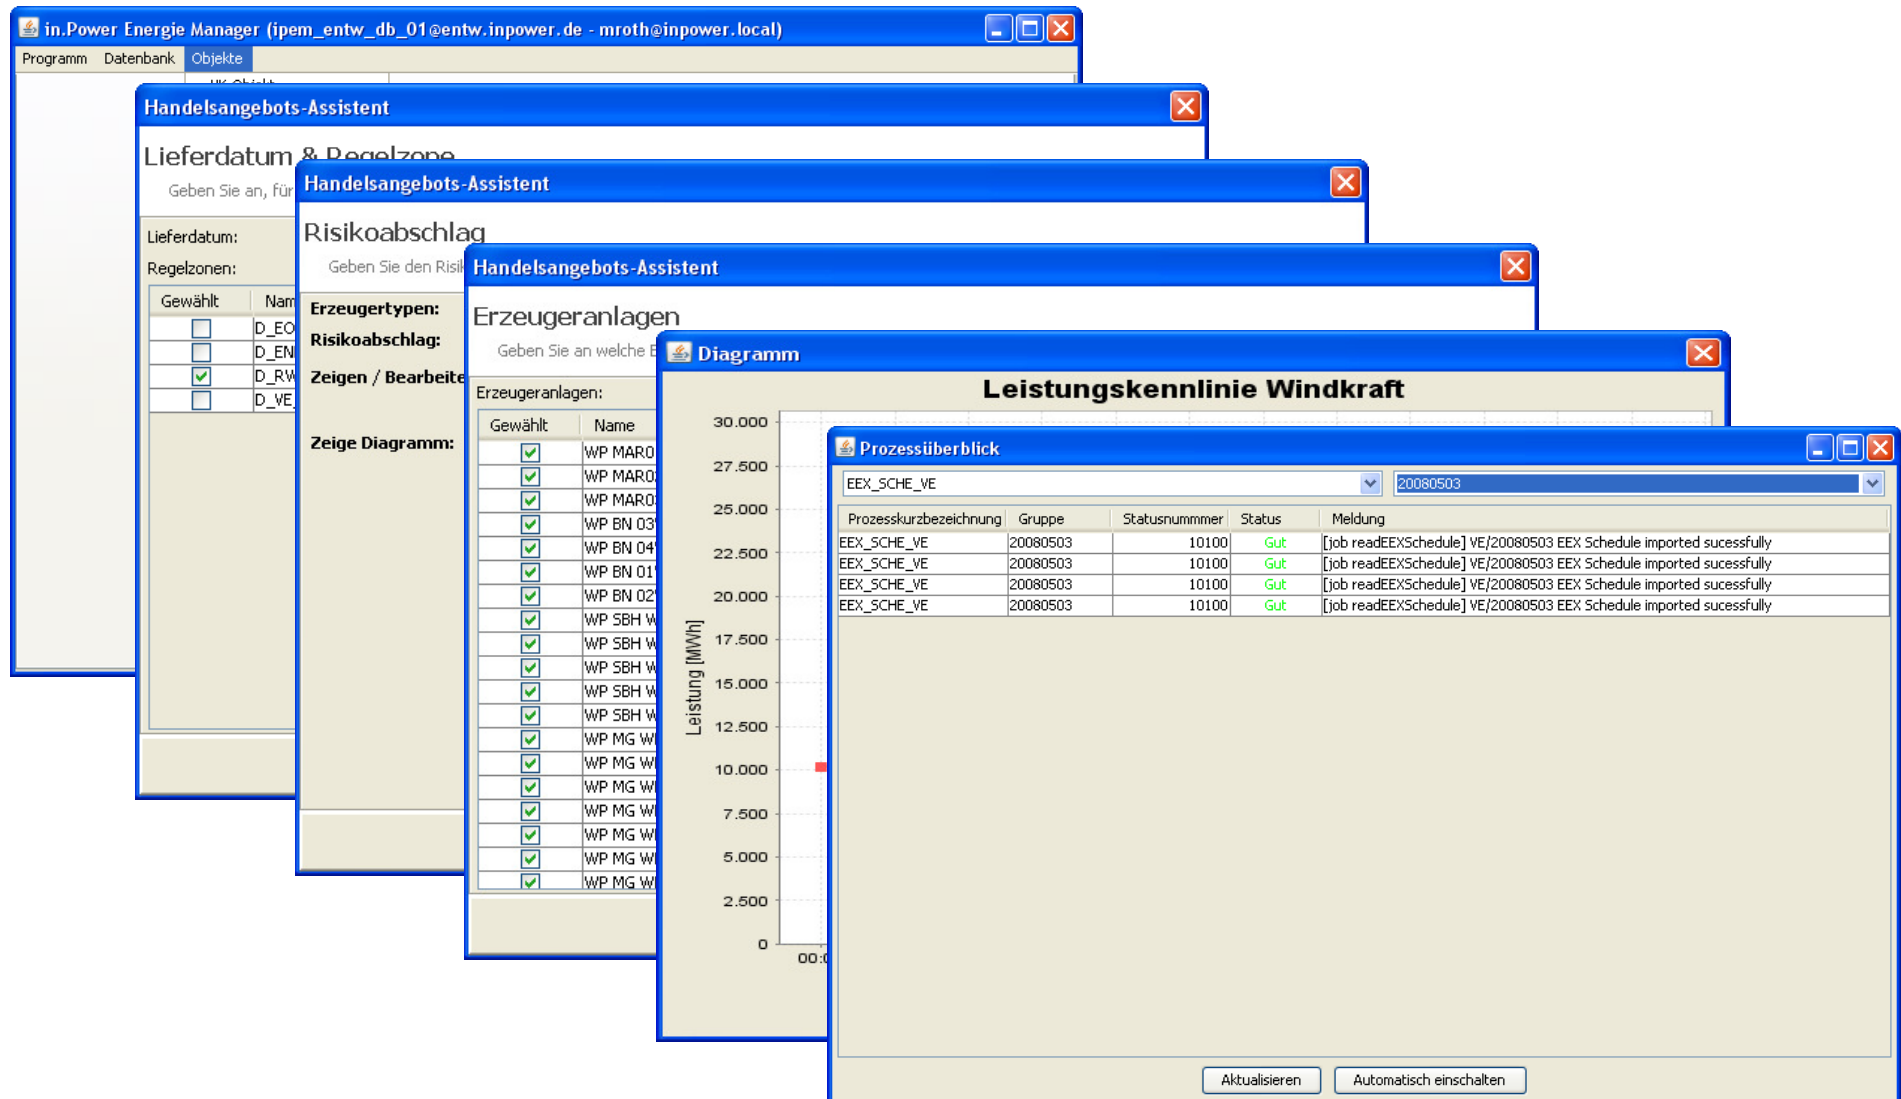 in.Power Energie Manager (ipem_entw_db_01@entw.inpower.de - mroth@inpower.local)
Programm Datenbank Objekte
Handelsangebots-Assistent
Lieferdatum & Regelzone
Geben Sie an, für
Lieferdatum:
Regelzonen:
Gewählt Nam
D_EO
D_EN
D_RW
D_VE_
Handelsangebots-Assistent
Risikoabschlag
Geben Sie den Risik
Erzeugertypen:
Risikoabschlag:
Zeigen / Bearbeite
Zeige Diagramm:
Handelsangebots-Assistent
Erzeugeranlagen
Geben Sie an welche E
Erzeugeranlagen:
Gewählt Name
WP MAR0
WP MAR0
WP MAR0
WP BN 03
WP BN 04
WP BN 01
WP BN 02
WP SBH W
WP SBH W
WP SBH W
WP SBH W
WP SBH W
WP MG W
WP MG W
WP MG W
WP MG W
WP MG W
WP MG W
WP MG W
Diagramm
Leistungskennlinie Windkraft
Leistung [MWh]
30.000
27.500
25.000
22.500
20.000
17.500
15.000
12.500
10.000
7.500
5.000
2.500
0
00:0
Prozessüberblick
EEX_SCHE_VE 20080503
Prozesskurzbezeichnung Gruppe Statusnummmer Status Meldung
EEX_SCHE_VE 20080503 10100 Gut [job readEEXSchedule] VE/20080503 EEX Schedule imported sucessfully
EEX_SCHE_VE 20080503 10100 Gut [job readEEXSchedule] VE/20080503 EEX Schedule imported sucessfully
EEX_SCHE_VE 20080503 10100 Gut [job readEEXSchedule] VE/20080503 EEX Schedule imported sucessfully
EEX_SCHE_VE 20080503 10100 Gut [job readEEXSchedule] VE/20080503 EEX Schedule imported sucessfully
Aktualisieren Automatisch einschalten